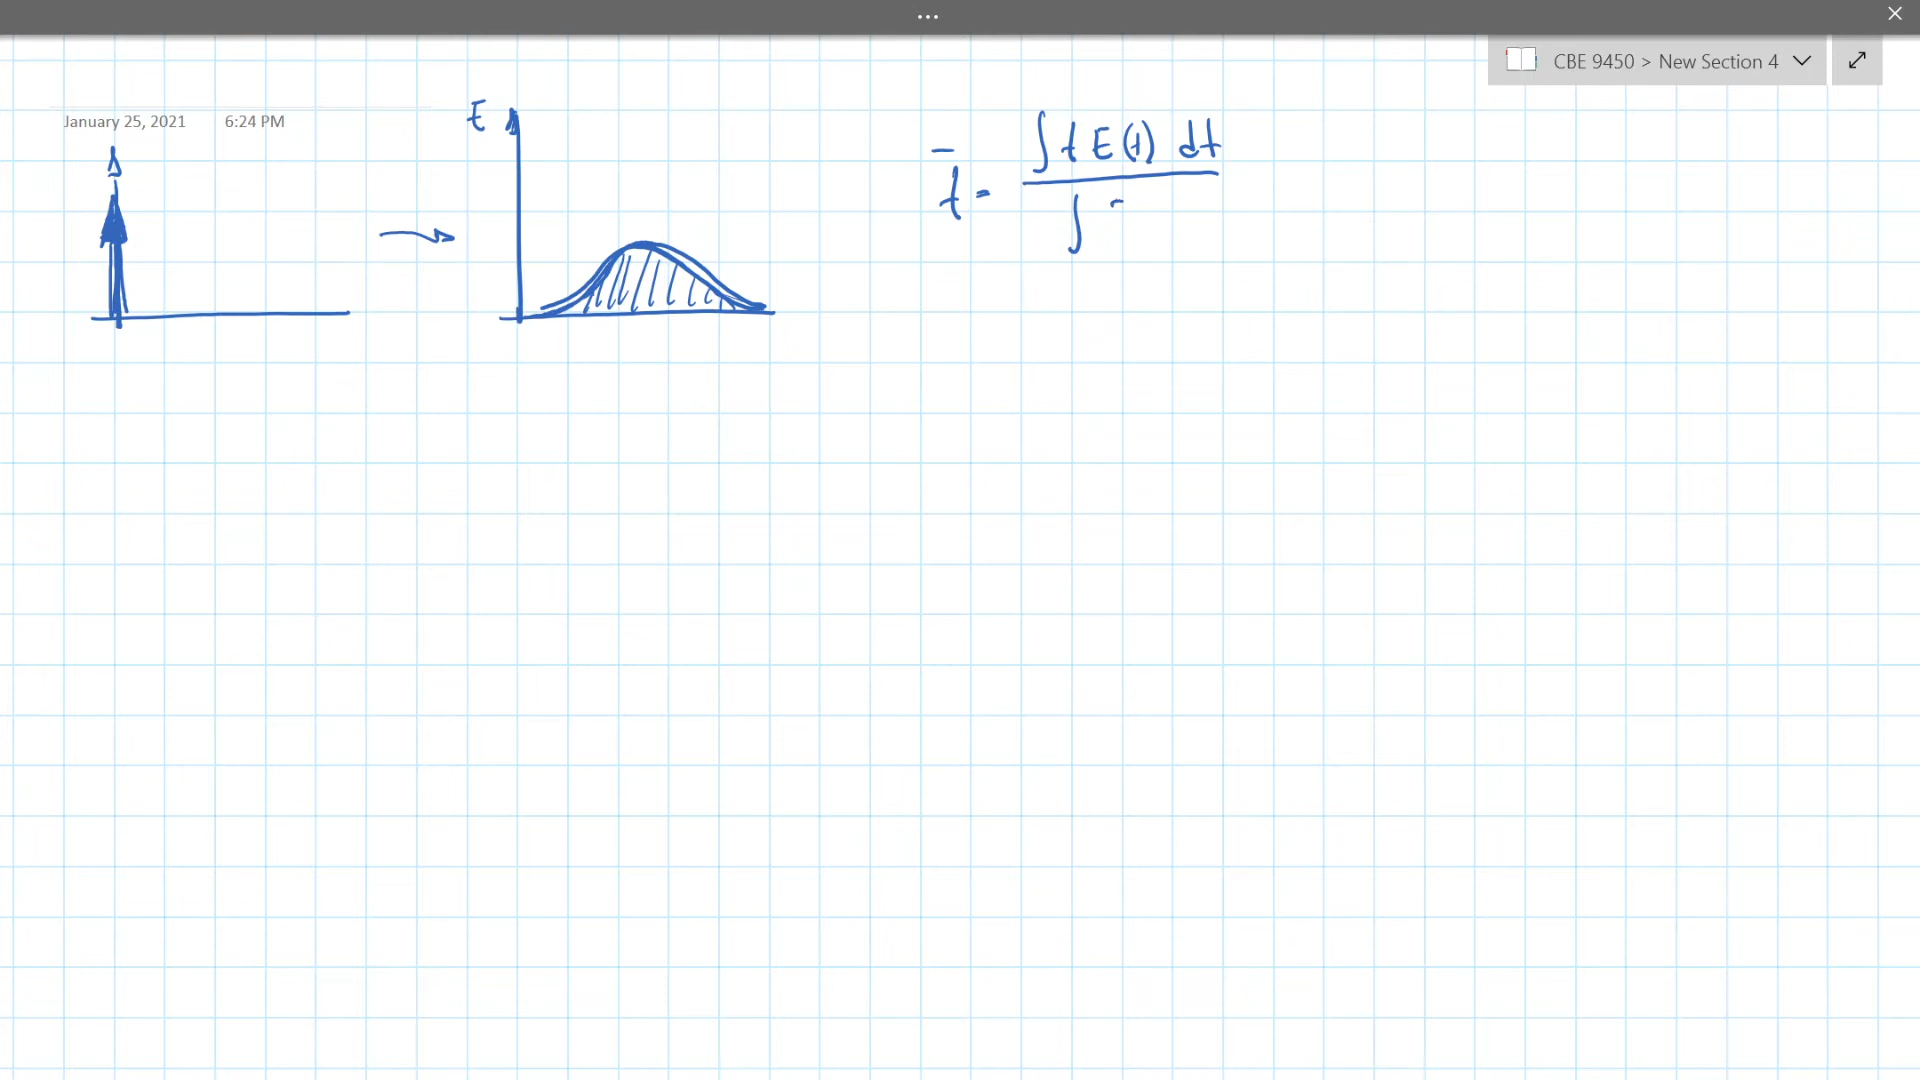 ...
CBE 9450 > New Section 4
January 25, 2021 6:24 PM
E
t̄ = ∫ t E(t) dt
∫